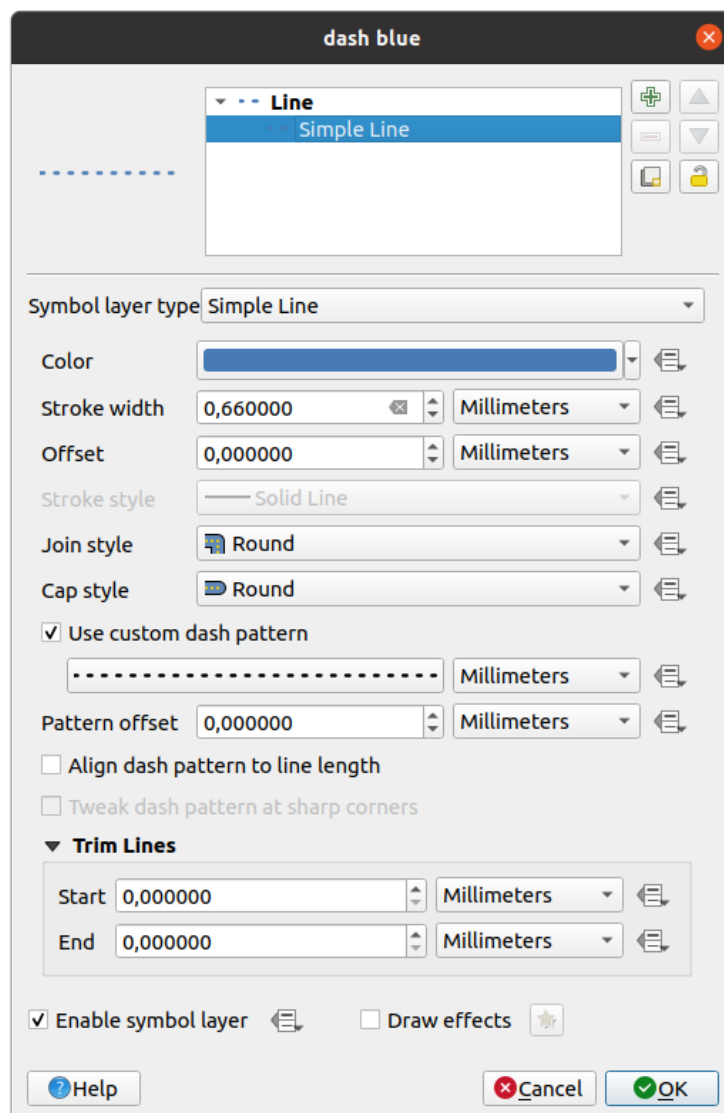 dash blue
Line
Simple Line
Symbol layer type Simple Line
Color
Stroke width 0,660000 Millimeters
Offset 0,000000 Millimeters
Stroke style Solid Line
Join style Round
Cap style Round
Use custom dash pattern
Millimeters
Pattern offset 0,000000 Millimeters
Align dash pattern to line length
Tweak dash pattern at sharp corners
Trim Lines
Start 0,000000 Millimeters
End 0,000000 Millimeters
Enable symbol layer Draw effects
Help Cancel OK